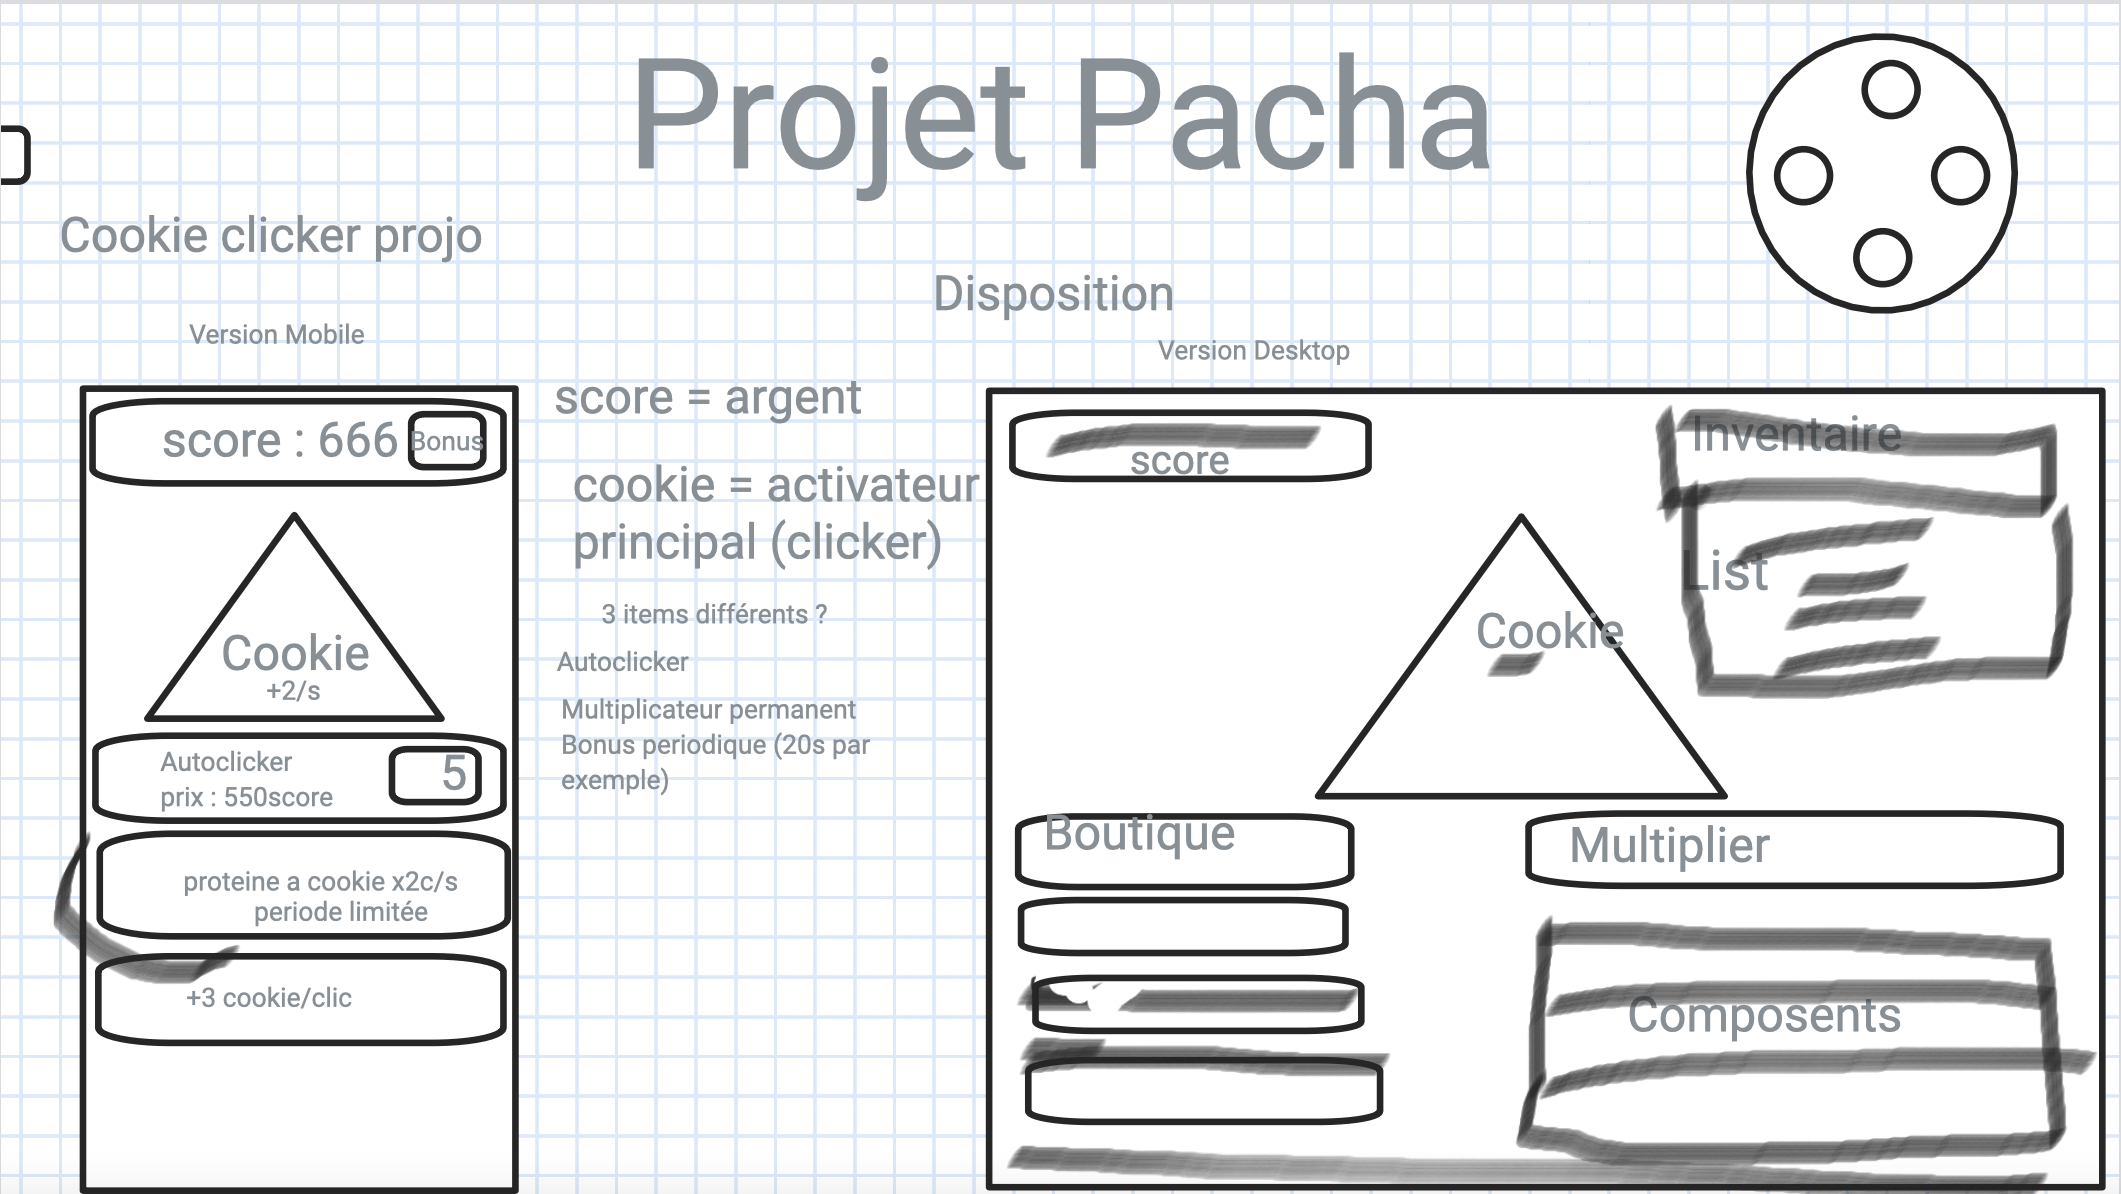 Projet Pacha
Cookie clicker projo
Disposition
Version Mobile
Version Desktop
score : 666
Bonus
Cookie
+2/s
Autoclicker
prix : 550score
5
proteine a cookie x2c/s
periode limitée
+3 cookie/clic
score = argent
cookie = activateur
principal (clicker)
3 items différents ?
Autoclicker
Multiplicateur permanent
Bonus periodique (20s par
exemple)
score
Inventaire
List
Cookie
Boutique
Multiplier
Composents